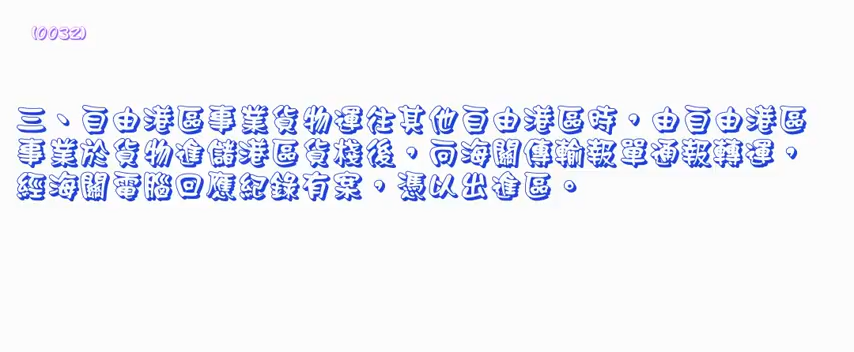 (0032)
三、自由港區事業貨物運往其他自由港區時，由自由港區
事業於貨物進儲港區貨棧後，向海關傳輸報單通報轉運，
經海關電腦回應紀錄有案，憑以出進區。